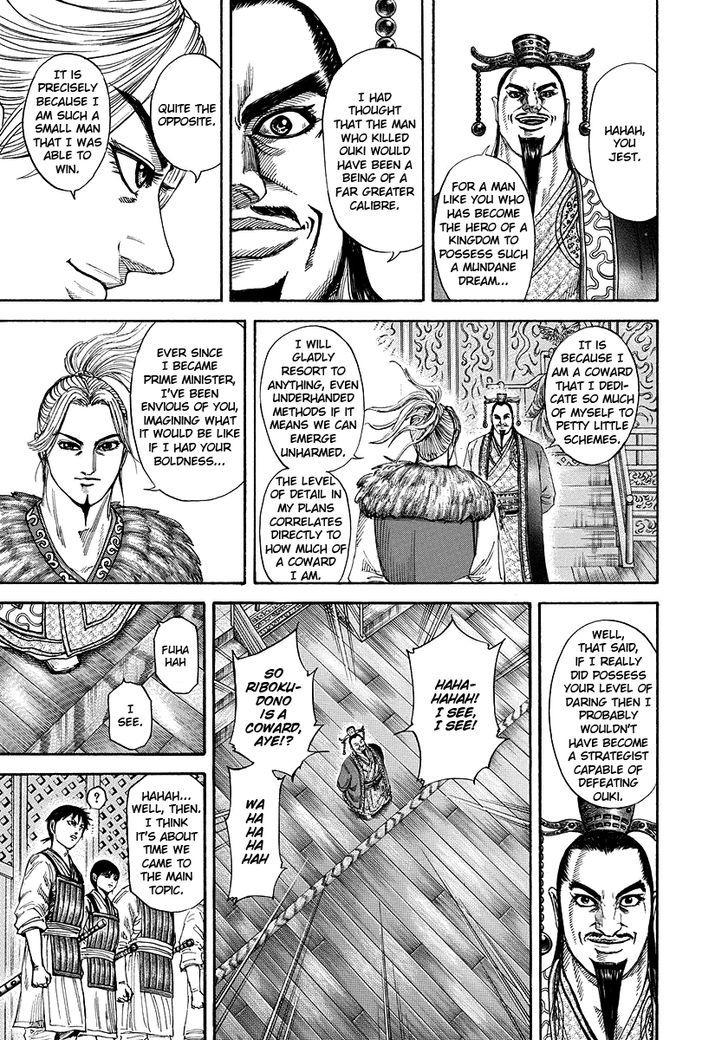 HAHAH,
YOU
JEST.
FOR A MAN
LIKE YOU WHO
HAS BECOME
THE HERO OF A
KINGDOM TO
POSSESS SUCH
A MUNDANE
DREAM...
I HAD
THOUGHT
THAT THE MAN
WHO KILLED
OUKI WOULD
HAVE BEEN A
BEING OF A
FAR GREATER
CALIBRE.
QUITE THE
OPPOSITE.
IT IS
PRECISELY
BECAUSE I
AM SUCH A
SMALL MAN
THAT I WAS
ABLE TO
WIN.
IT IS
BECAUSE I
AM A COWARD
THAT I DEDI-
CATE SO MUCH
OF MYSELF TO
PETTY LITTLE
SCHEMES.
I WILL
GLADLY
RESORT TO
ANYTHING, EVEN
UNDERHANDED
METHODS IF IT
MEANS WE CAN
EMERGE
UNHARMED.
THE LEVEL
OF DETAIL IN
MY PLANS
CORRELATES
DIRECTLY TO
HOW MUCH OF
A COWARD
I AM.
EVER SINCE
I BECAME
PRIME MINISTER,
I'VE BEEN
ENVIOUS OF YOU,
IMAGINING WHAT
IT WOULD BE LIKE
IF I HAD YOUR
BOLDNESS...
WELL,
THAT SAID,
IF I REALLY
DID POSSESS
YOUR LEVEL OF
DARING THEN I
PROBABLY
WOULDN'T
HAVE BECOME
A STRATEGIST
CAPABLE OF
DEFEATING
OUKI.
HAHA-
HAHAH!
I SEE,
I SEE!
SO
RIBOKU-
DONO
IS A
COWARD,
AYE!?
WA
HA
HA
HA
HAH
FUHA
HAH
I
SEE.
HAHAH...
WELL, THEN.
I THINK
IT'S ABOUT
TIME WE
CAME TO
THE MAIN
TOPIC.
?